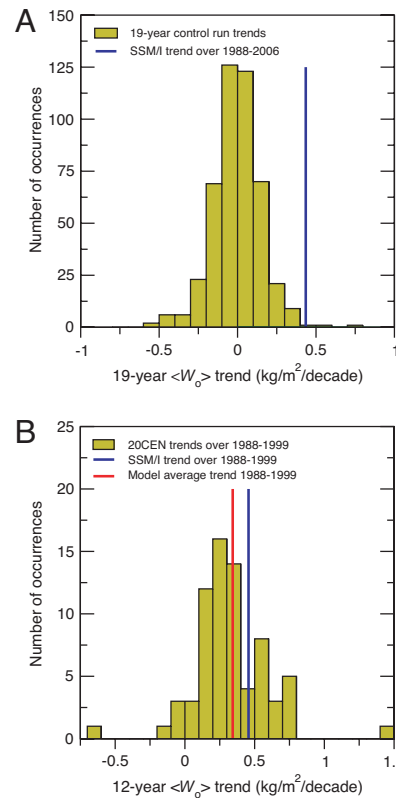 A
150
125
100
75
50
25
0
Number of occurrences
19-year control run trends
SSM/I trend over 1988-2006
-1
-0.5
0
0.5
1
19-year <Wo> trend (kg/m2/decade)
B
25
20
15
10
5
0
Number of occurrences
20CEN trends over 1988-1999
SSM/I trend over 1988-1999
Model average trend 1988-1999
-0.5
0
0.5
1
1.
12-year <Wo> trend (kg/m2/decade)